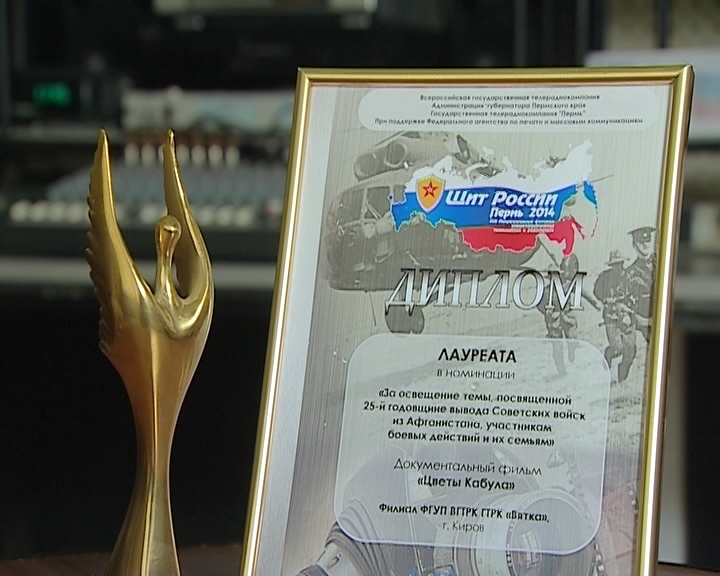 Всероссийская государственная телерадиокомпания
Администрация губернатора Пермского края
Государственная телерадиокомпания "Пермь"
При поддержке Федерального агентства по печати и массовым коммуникациям
Щит России
Пермь 2014
ДИПЛОМ
ЛАУРЕАТА
в номинации
«За освещение темы, посвященной
25-й годовщине вывода Советских войск
из Афганистана, участникам
боевых действий и их семьям»
Документальный фильм
«Цветы Кабула»
Филиал ФГУП ВГТРК ГТРК «Вятка»,
г. Киров